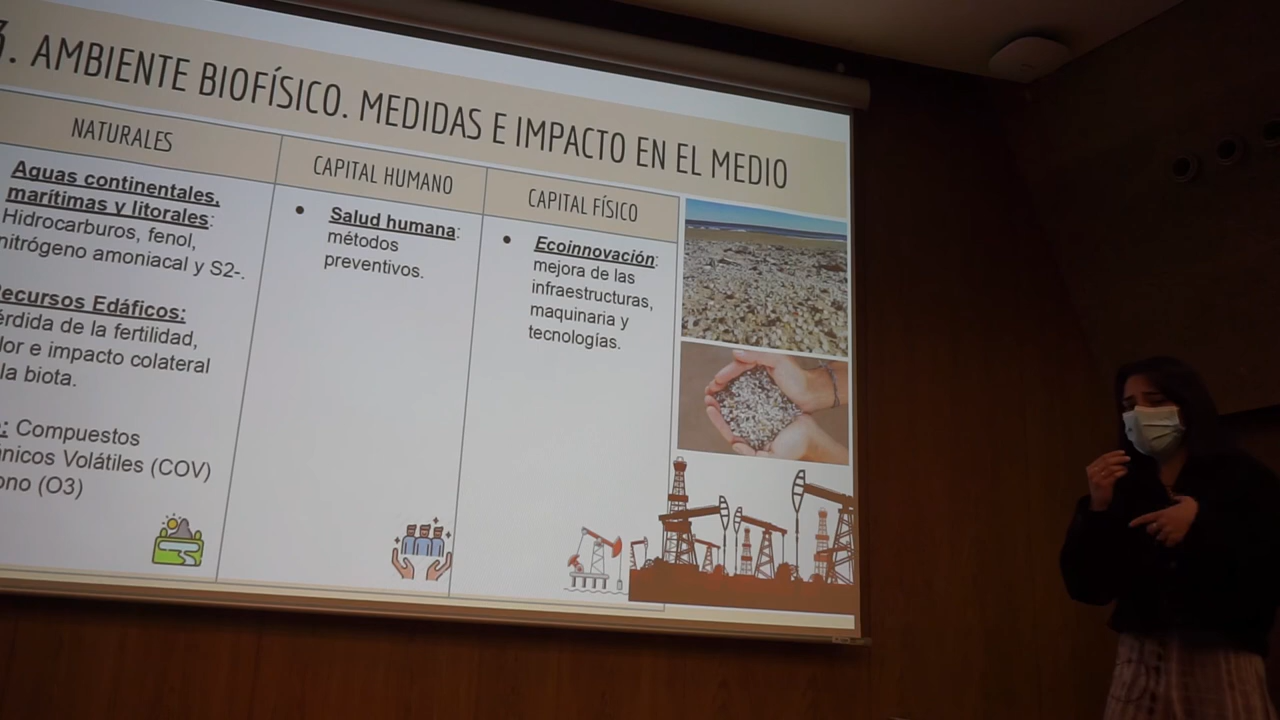 3. AMBIENTE BIOFÍSICO. MEDIDAS E IMPACTO EN EL MEDIO
NATURALES
Aguas continentales,
marítimas y litorales:
Hidrocarburos, fenol,
nitrógeno amoniacal y S2-.
Recursos Edáficos:
érdida de la fertilidad,
lor e impacto colateral
la biota.
: Compuestos
ánicos Volátiles (COV)
ono (O3)
CAPITAL HUMANO
• Salud humana:
métodos
preventivos.
CAPITAL FÍSICO
• Ecoinnovación:
mejora de las
infraestructuras,
maquinaria y
tecnologías.